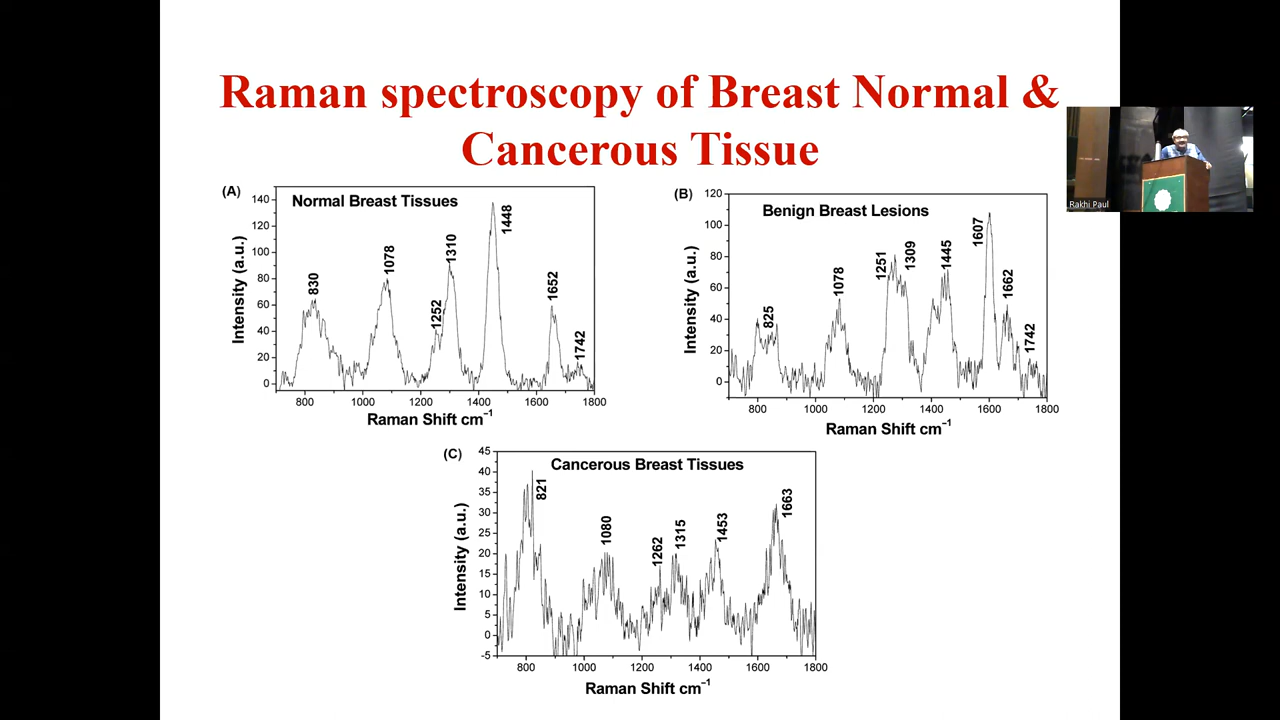 Raman spectroscopy of Breast Normal &
Cancerous Tissue
(A)
Normal Breast Tissues
140
120
100
80
60
40
20
0
Intensity (a.u.)
830
1078
1252
1310
1448
1652
1742
800 1000 1200 1400 1600 1800
Raman Shift cm⁻¹
(B)
Benign Breast Lesions
120
100
80
60
40
20
0
Intensity (a.u.)
825
1078
1251
1309
1445
1607
1662
1742
800 1000 1200 1400 1600 1800
Raman Shift cm⁻¹
Rakhi Paul
(C)
Cancerous Breast Tissues
45
40
35
30
25
20
15
10
5
0
-5
Intensity (a.u.)
821
1080
1262
1315
1453
1663
800 1000 1200 1400 1600 1800
Raman Shift cm⁻¹